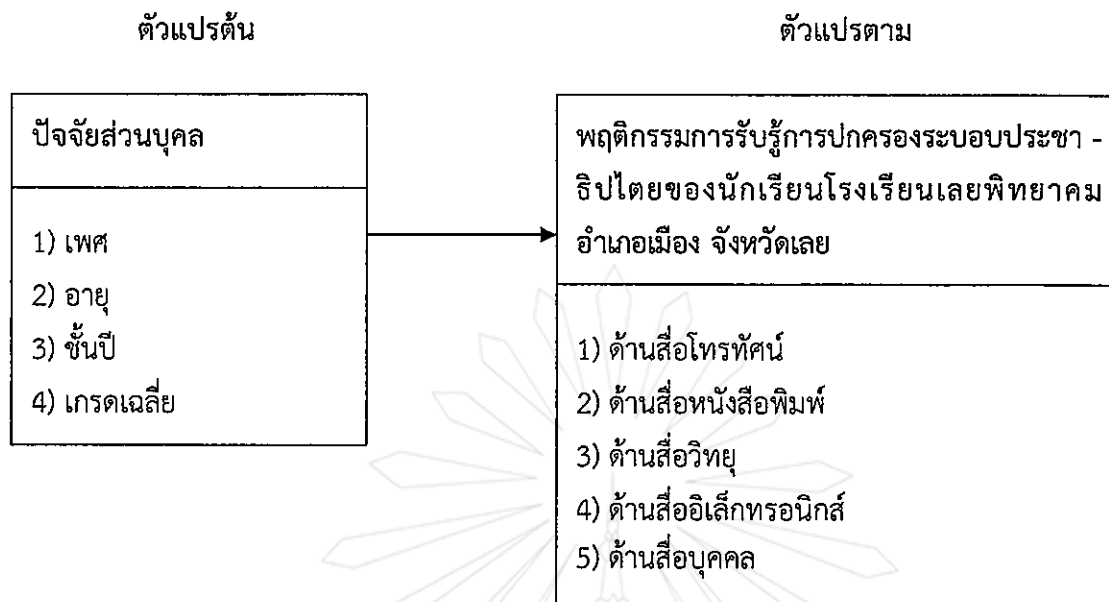 ตัวแปรต้น
ตัวแปรตาม
ปัจจัยส่วนบุคล
1) เพศ
2) อายุ
3) ชั้นปี
4) เกรดเฉลี่ย
พฤติกรรมการรับรู้การปกครองระบอบประชา -
ธิปไตยของนักเรียนโรงเรียนเลยพิทยาคม
อำเภอเมือง จังหวัดเลย
1) ด้านสื่อโทรทัศน์
2) ด้านสื่อหนังสือพิมพ์
3) ด้านสื่อวิทยุ
4) ด้านสื่ออิเล็กทรอนิกส์
5) ด้านสื่อบุคคล